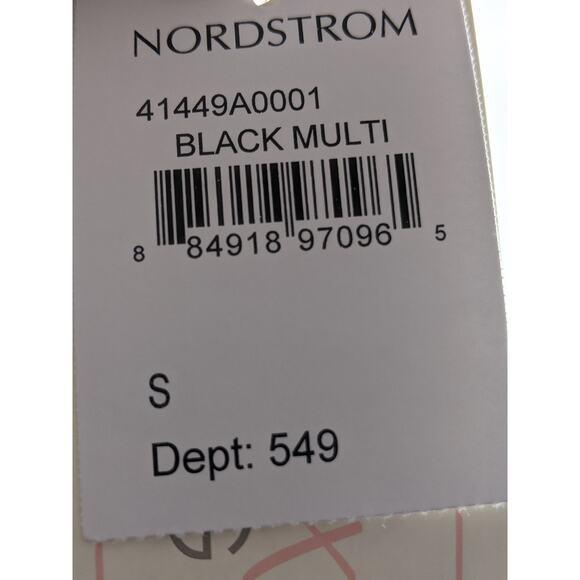 NORDSTROM
41449A0001
BLACK MULTI
8 84918 97096 5
S
Dept: 549